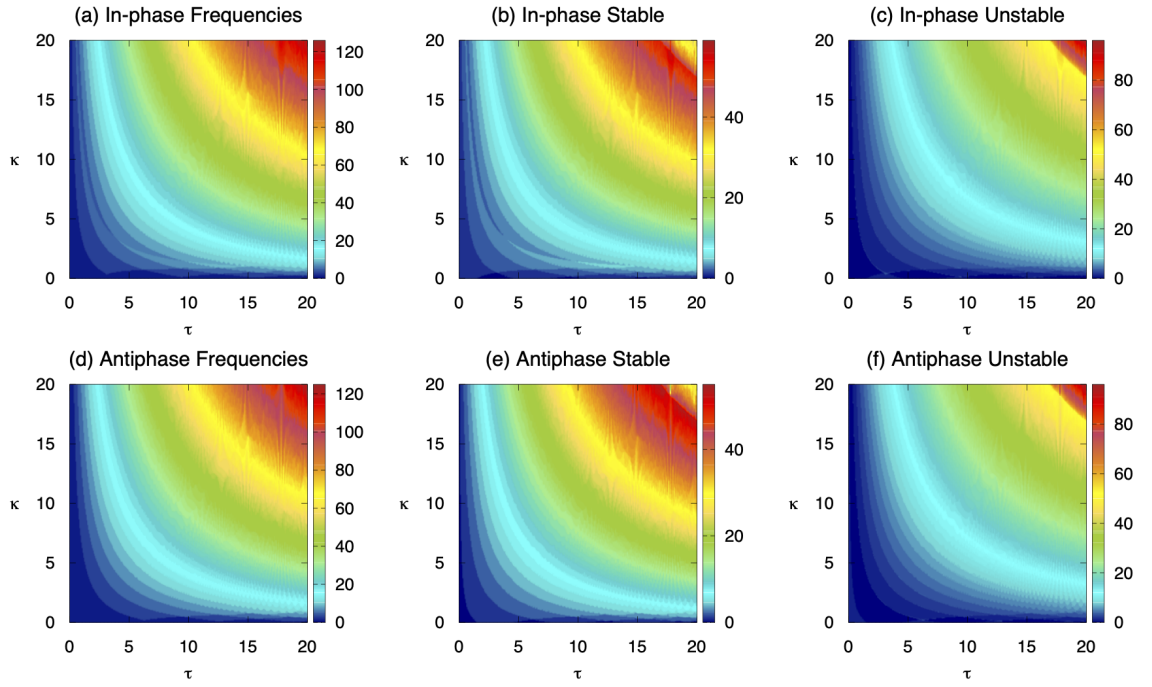 (a) In-phase Frequencies
(b) In-phase Stable
(c) In-phase Unstable
20 120 20 20
100 80
15 15 40 15
80 60
κ 10 60 κ 10 κ 10
40 20 40
5 5 5
20 20
0 0 0 0 0 0
0 5 10 15 20 0 5 10 15 20 0 5 10 15 20
τ τ τ
(d) Antiphase Frequencies
(e) Antiphase Stable
(f) Antiphase Unstable
20 120 20 20
100 80
15 15 40 15
80 60
κ 10 60 κ 10 κ 10
40 20 40
5 5 5
20 20
0 0 0 0 0 0
0 5 10 15 20 0 5 10 15 20 0 5 10 15 20
τ τ τ